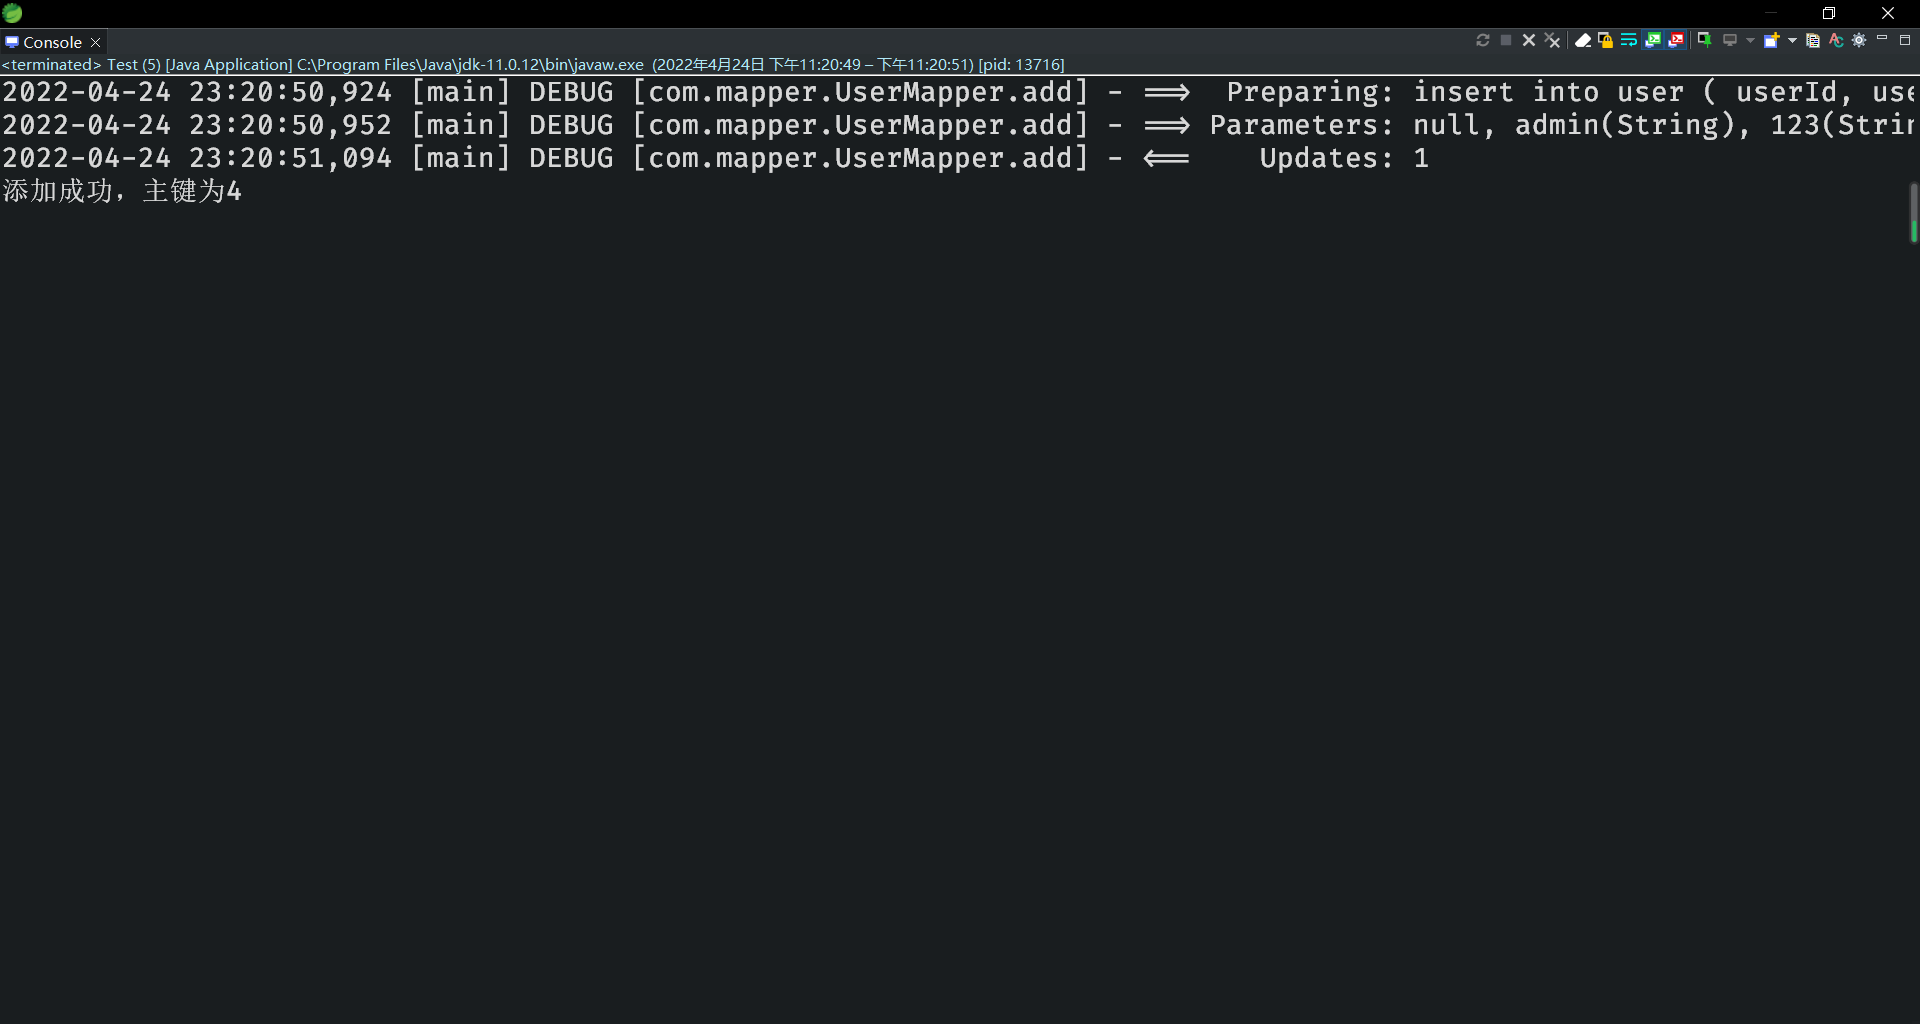 Console
<terminated> Test (5) [Java Application] C:\Program Files\Java\jdk-11.0.12\bin\javaw.exe (2022年4月24日 下午11:20:49 – 下午11:20:51) [pid: 13716]
2022-04-24 23:20:50,924 [main] DEBUG [com.mapper.UserMapper.add] - ==> Preparing: insert into user ( userId, use
2022-04-24 23:20:50,952 [main] DEBUG [com.mapper.UserMapper.add] - ==> Parameters: null, admin(String), 123(Strin
2022-04-24 23:20:51,094 [main] DEBUG [com.mapper.UserMapper.add] - <== Updates: 1
添加成功，主键为4